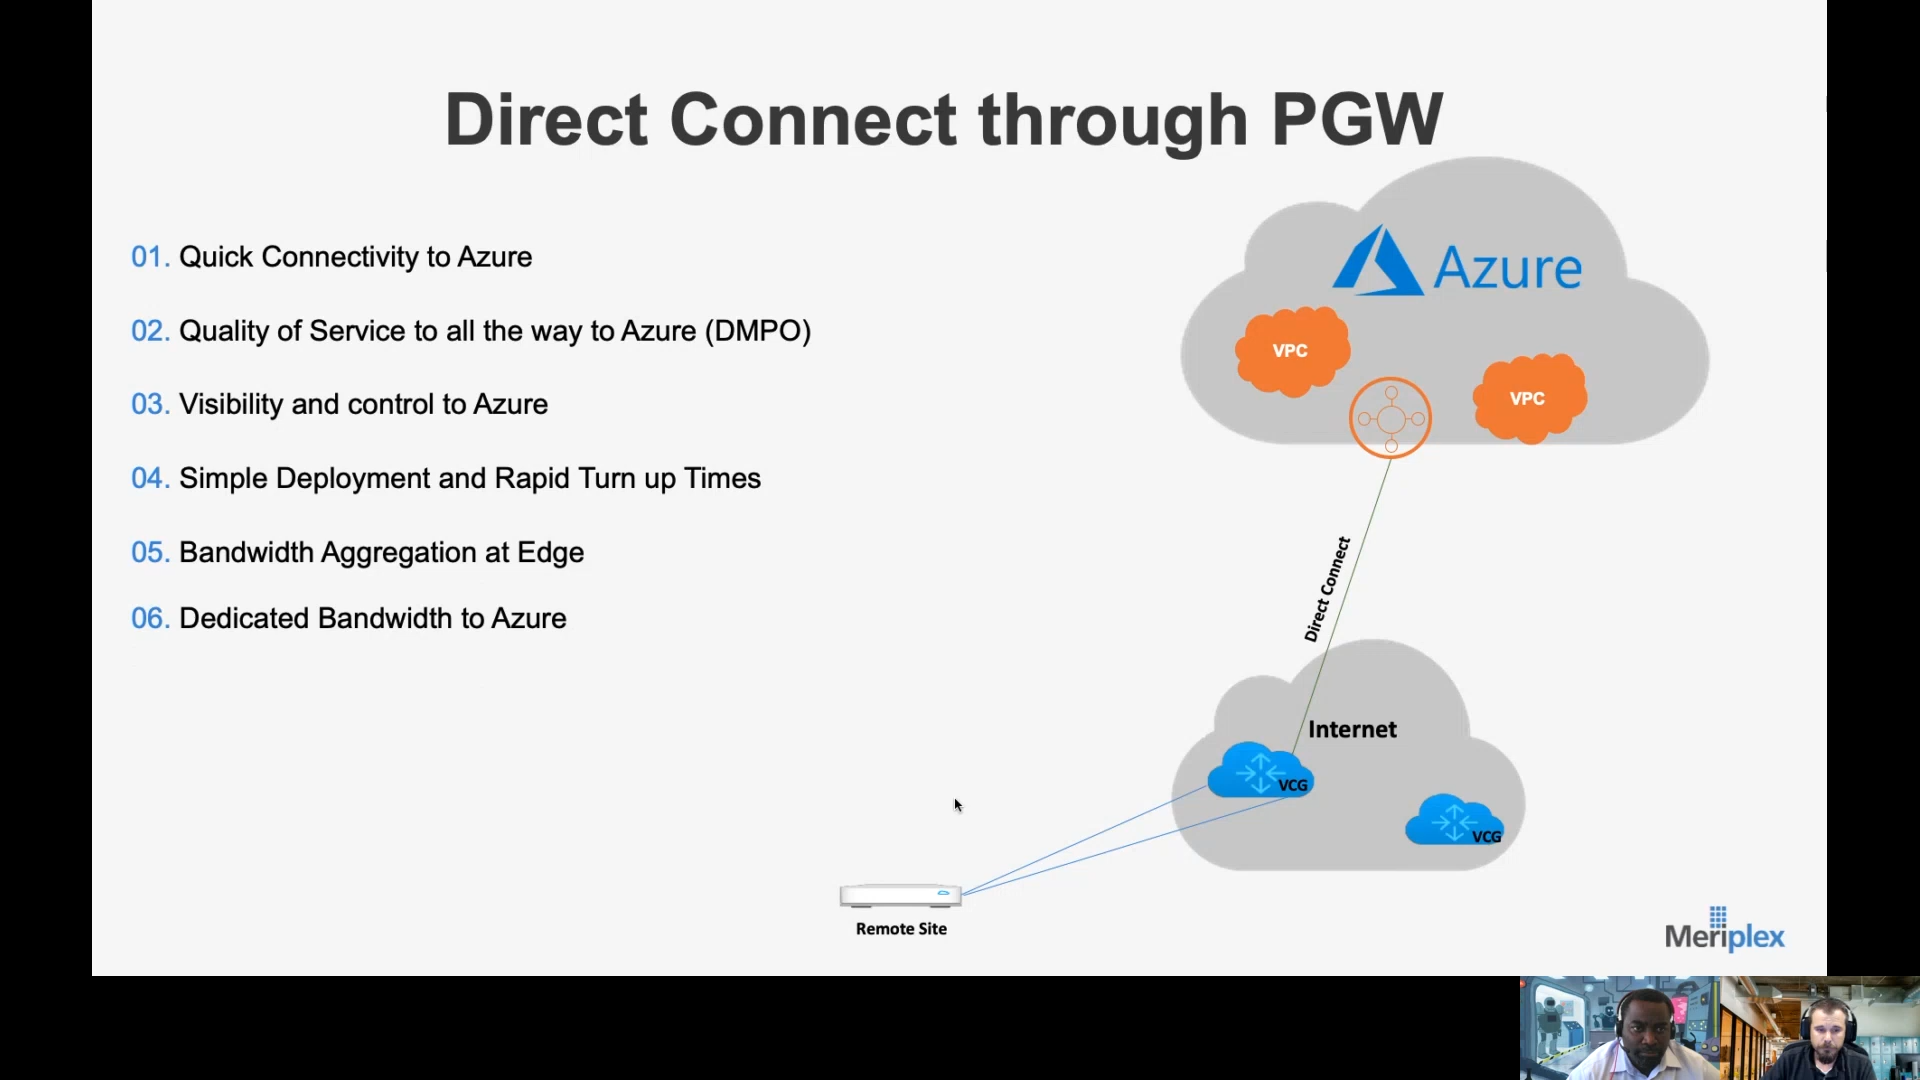 Direct Connect through PGW
01. Quick Connectivity to Azure
02. Quality of Service to all the way to Azure (DMPO)
03. Visibility and control to Azure
04. Simple Deployment and Rapid Turn up Times
05. Bandwidth Aggregation at Edge
06. Dedicated Bandwidth to Azure
Azure
VPC
VPC
Direct Connect
Internet
VCG
VCG
Remote Site
Meriplex